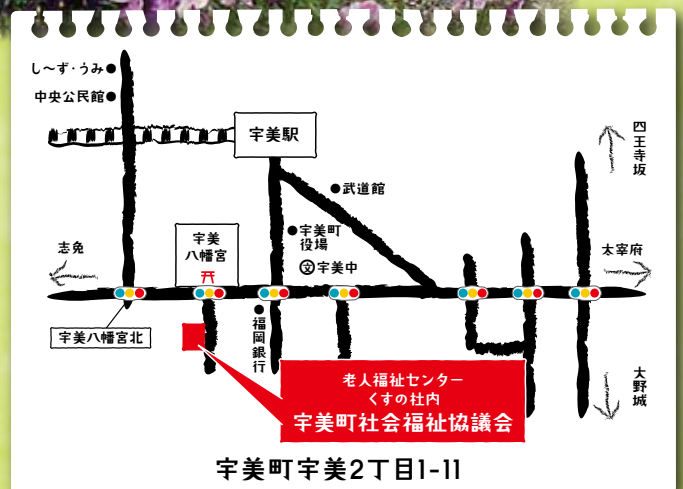 し～ず・うみ●
中央公民館●
宇美駅
四王寺坂
●武道館
●宇美町
役場
文宇美中
宇美
八幡宮
志免
太宰府
宇美八幡宮北
●福岡銀行
大野城
老人福祉センター
くすの杜内
宇美町社会福祉協議会
宇美町宇美2丁目1-11